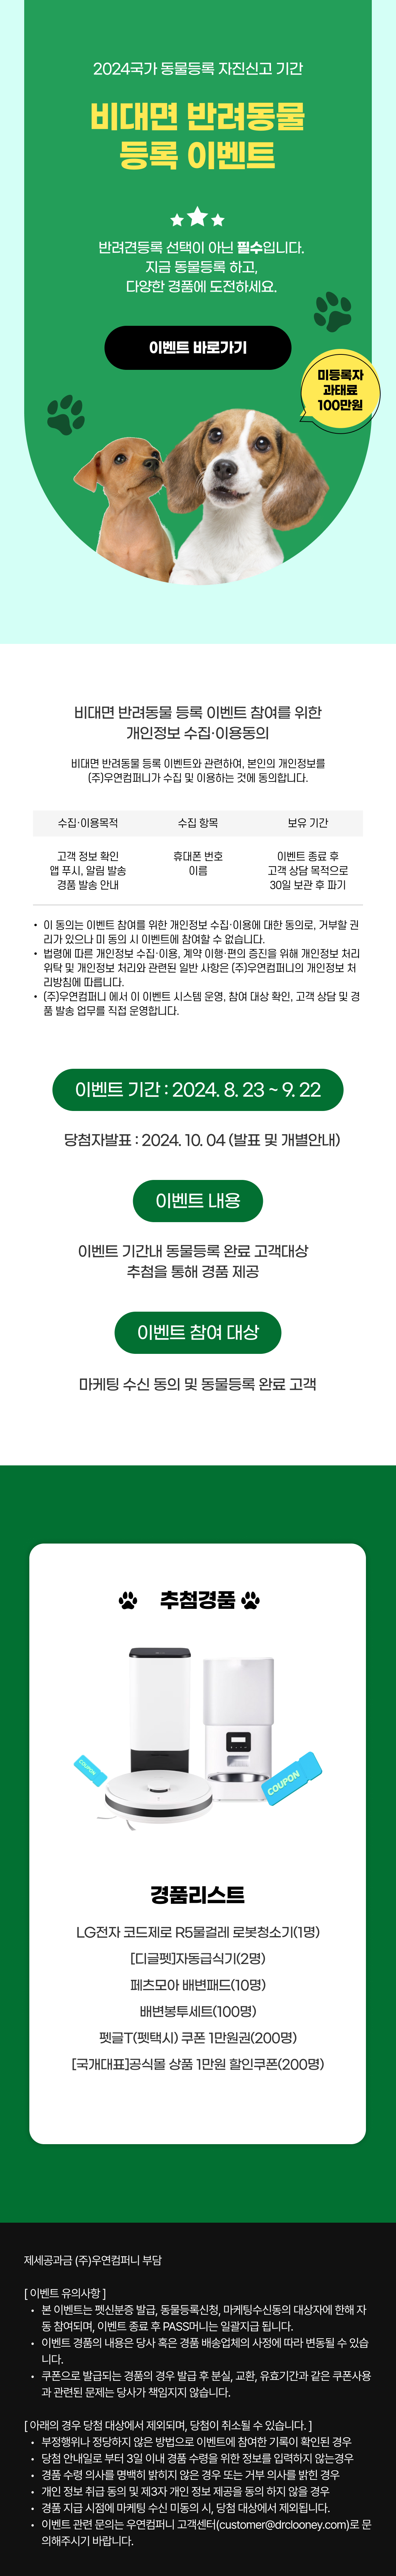 2024국가 동물등록 자진신고 기간
비대면 반려동물
등록 이벤트
반려견등록 선택이 아닌 필수입니다.
지금 동물등록 하고,
다양한 경품에 도전하세요.
이벤트 바로가기
미등록자
과태료
100만원
비대면 반려동물 등록 이벤트 참여를 위한
개인정보 수집·이용동의
비대면 반려동물 등록 이벤트와 관련하여, 본인의 개인정보를
(주)우연컴퍼니가 수집 및 이용하는 것에 동의합니다.
수집·이용목적 수집 항목 보유 기간
고객 정보 확인 휴대폰 번호 이벤트 종료 후
앱 푸시, 알림 발송 이름 고객 상담 목적으로
경품 발송 안내 30일 보관 후 파기
• 이 동의는 이벤트 참여를 위한 개인정보 수집·이용에 대한 동의로, 거부할 권
리가 있으나 미 동의 시 이벤트에 참여할 수 없습니다.
• 법령에 따른 개인정보 수집·이용, 계약 이행·편의 증진을 위해 개인정보 처리
위탁 및 개인정보 처리와 관련된 일반 사항은 (주)우연컴퍼니의 개인정보 처
리방침에 따릅니다.
• (주)우연컴퍼니 에서 이 이벤트 시스템 운영, 참여 대상 확인, 고객 상담 및 경
품 발송 업무를 직접 운영합니다.
이벤트 기간 : 2024. 8. 23 ~ 9. 22
당첨자발표 : 2024. 10. 04 (발표 및 개별안내)
이벤트 내용
이벤트 기간내 동물등록 완료 고객대상
추첨을 통해 경품 제공
이벤트 참여 대상
마케팅 수신 동의 및 동물등록 완료 고객
추첨경품
COUPON
COUPON
경품리스트
LG전자 코드제로 R5물걸레 로봇청소기(1명)
[디글펫]자동급식기(2명)
페츠모아 배변패드(10명)
배변봉투세트(100명)
펫글T(펫택시) 쿠폰 1만원권(200명)
[국개대표]공식몰 상품 1만원 할인쿠폰(200명)
제세공과금 (주)우연컴퍼니 부담
[ 이벤트 유의사항 ]
• 본 이벤트는 펫신분증 발급, 동물등록신청, 마케팅수신동의 대상자에 한해 자
동 참여되며, 이벤트 종료 후 PASS머니는 일괄지급 됩니다.
• 이벤트 경품의 내용은 당사 혹은 경품 배송업체의 사정에 따라 변동될 수 있습
니다.
• 쿠폰으로 발급되는 경품의 경우 발급 후 분실, 교환, 유효기간과 같은 쿠폰사용
과 관련된 문제는 당사가 책임지지 않습니다.
[ 아래의 경우 당첨 대상에서 제외되며, 당첨이 취소될 수 있습니다. ]
• 부정행위나 정당하지 않은 방법으로 이벤트에 참여한 기록이 확인된 경우
• 당첨 안내일로 부터 3일 이내 경품 수령을 위한 정보를 입력하지 않는경우
• 경품 수령 의사를 명백히 밝히지 않은 경우 또는 거부 의사를 밝힌 경우
• 개인 정보 취급 동의 및 제3자 개인 정보 제공을 동의 하지 않을 경우
• 경품 지급 시점에 마케팅 수신 미동의 시, 당첨 대상에서 제외됩니다.
• 이벤트 관련 문의는 우연컴퍼니 고객센터(customer@drclooney.com)로 문
의해주시기 바랍니다.